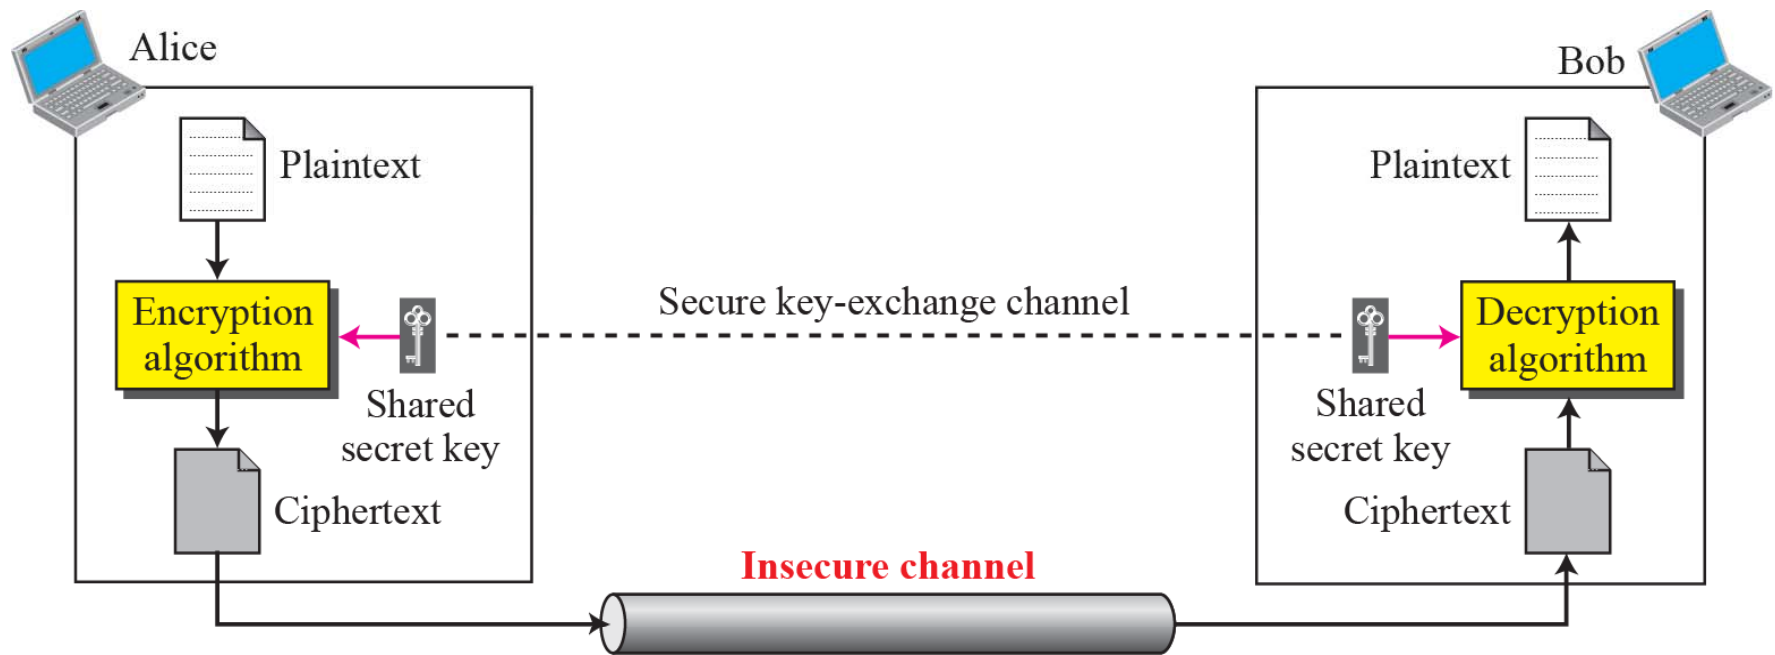 Alice
Bob
Plaintext
Plaintext
Encryption
algorithm
Secure key-exchange channel
Decryption
algorithm
Shared
secret key
Shared
secret key
Ciphertext
Ciphertext
Insecure channel